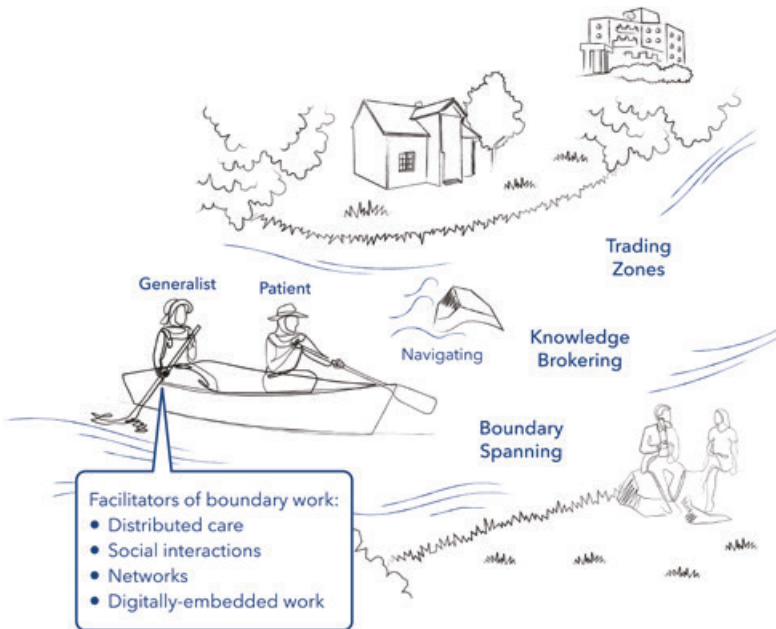 Trading
Zones
Generalist
Patient
Navigating
Knowledge
Brokering
Boundary
Spanning
Facilitators of boundary work:
• Distributed care
• Social interactions
• Networks
• Digitally-embedded work